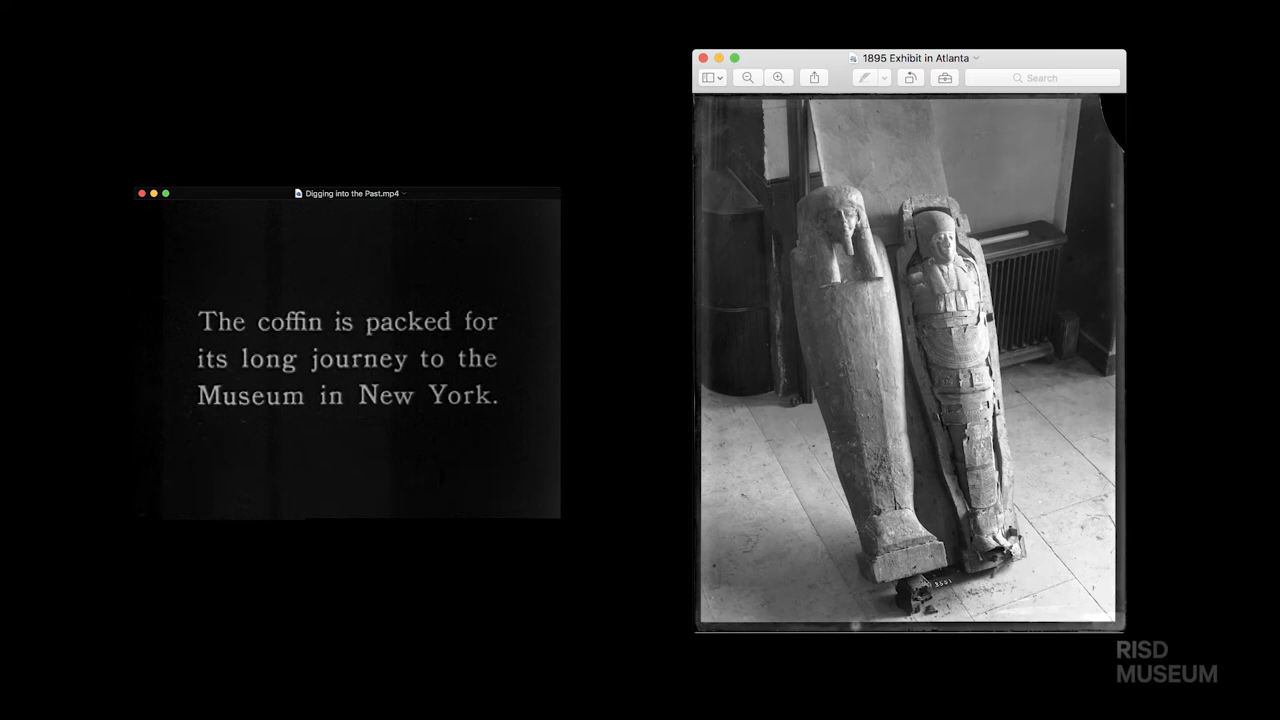 1895 Exhibit in Atlanta
Search
Digging into the Past.mp4
The coffin is packed for
its long journey to the
Museum in New York.
3551
RISD
MUSEUM